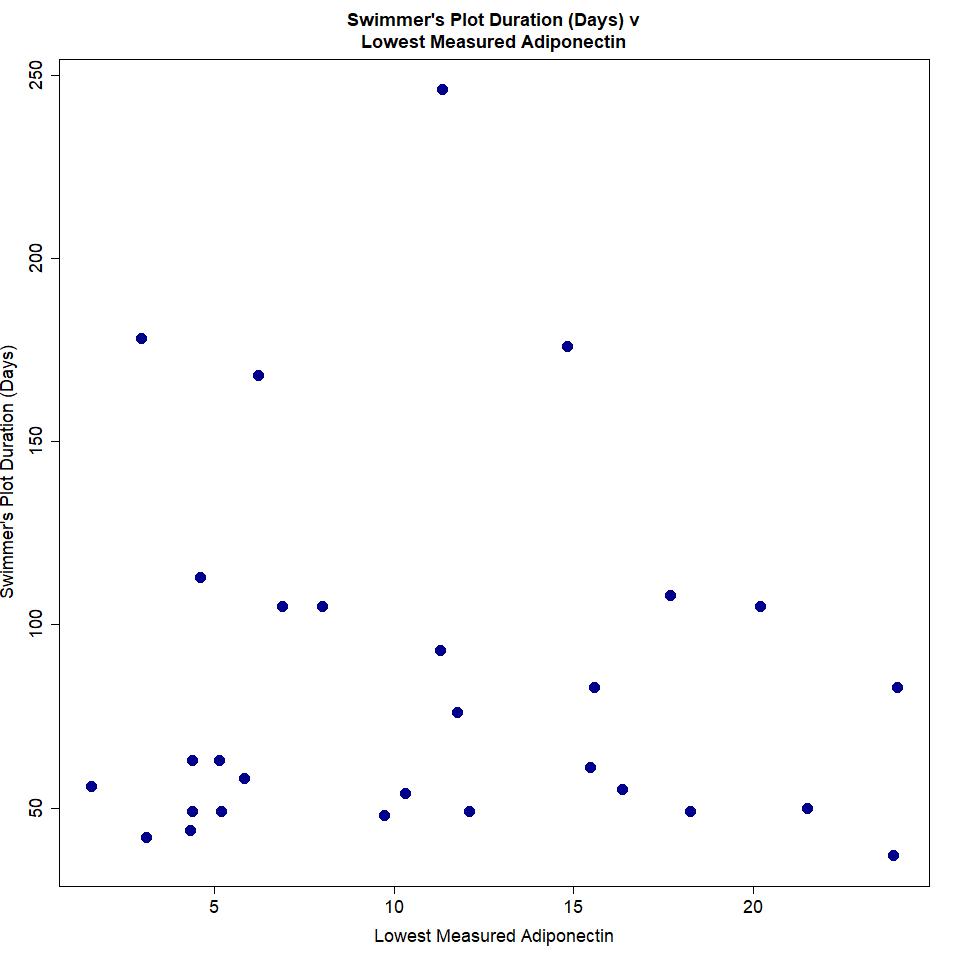 Swimmer's Plot Duration (Days) v
Lowest Measured Adiponectin
Swimmer's Plot Duration (Days)
250
200
150
100
50
5
10
15
20
Lowest Measured Adiponectin